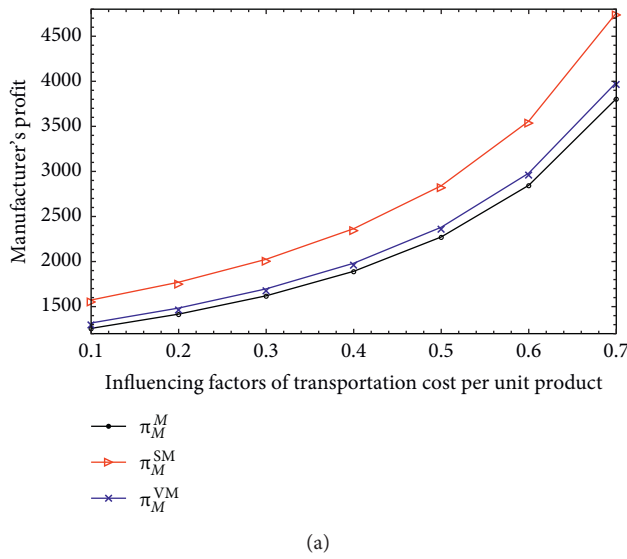 4500
4000
3500
3000
2500
2000
1500
Manufacturer's profit
0.1 0.2 0.3 0.4 0.5 0.6 0.7
Influencing factors of transportation cost per unit product
π_M^M
π_M^SM
π_M^VM
(a)